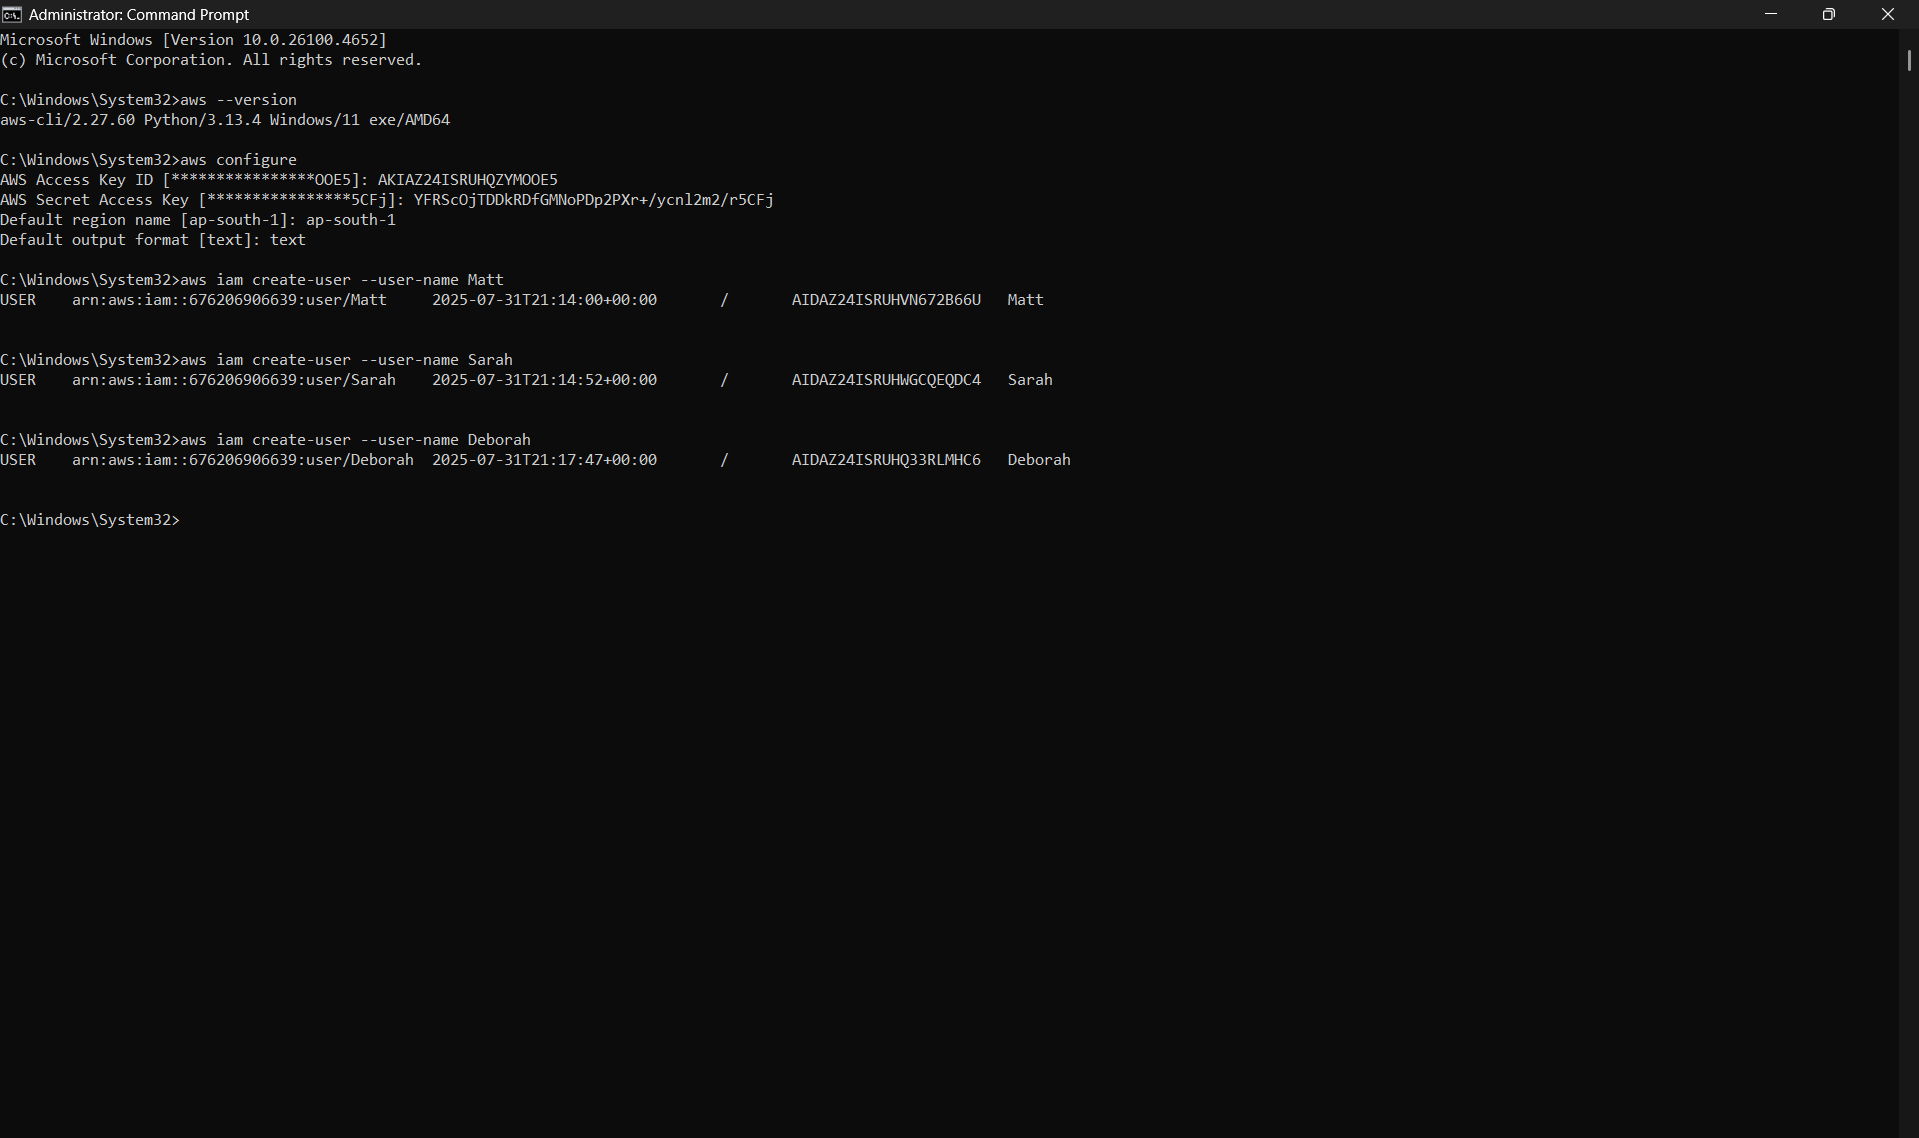 Administrator: Command Prompt
Microsoft Windows [Version 10.0.26100.4652]
(c) Microsoft Corporation. All rights reserved.
C:\Windows\System32>aws --version
aws-cli/2.27.60 Python/3.13.4 Windows/11 exe/AMD64
C:\Windows\System32>aws configure
AWS Access Key ID [****************OOE5]: AKIAZ24ISRUHQZYMOOE5
AWS Secret Access Key [****************5CFj]: 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
Default region name [ap-south-1]: ap-south-1
Default output format [text]: text
C:\Windows\System32>aws iam create-user --user-name Matt
USER    arn:aws:iam::676206906639:user/Matt     2025-07-31T21:14:00+00:00       /       AIDAZ24ISRUHVN672B66U   Matt
C:\Windows\System32>aws iam create-user --user-name Sarah
USER    arn:aws:iam::676206906639:user/Sarah    2025-07-31T21:14:52+00:00       /       AIDAZ24ISRUHWGCQEQDC4   Sarah
C:\Windows\System32>aws iam create-user --user-name Deborah
USER    arn:aws:iam::676206906639:user/Deborah  2025-07-31T21:17:47+00:00       /       AIDAZ24ISRUHQ33RLMHC6   Deborah
C:\Windows\System32>